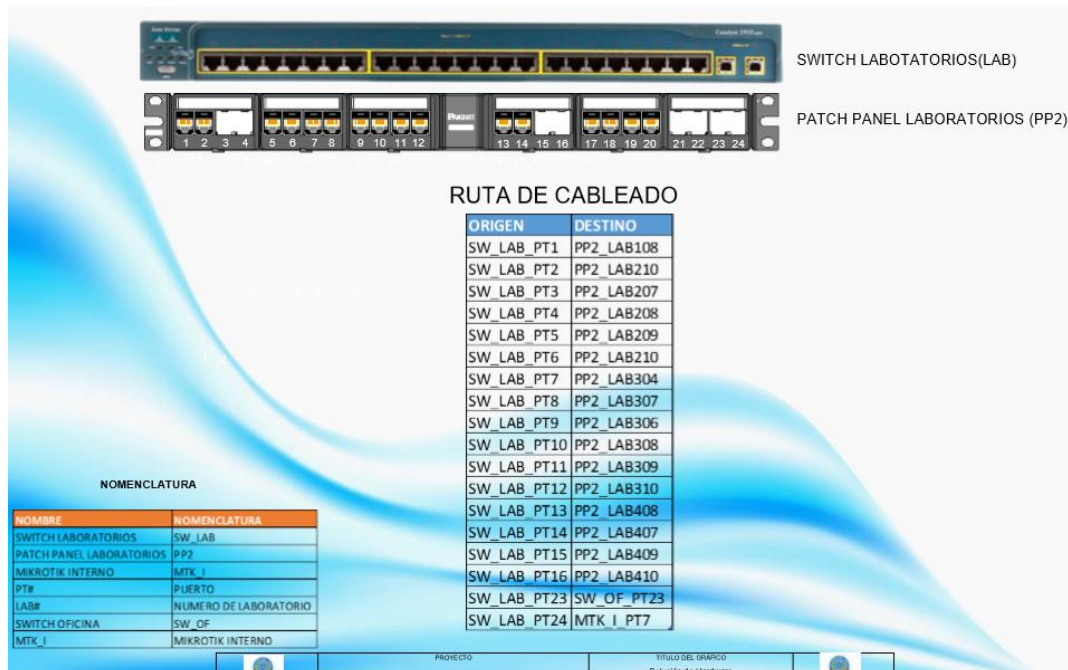 Catalyst 2950
SWITCH LABOTATORIOS(LAB)
PANDUIT
PATCH PANEL LABORATORIOS (PP2)
1 2 3 4 5 6 7 8 9 10 11 12 13 14 15 16 17 18 19 20 21 22 23 24
RUTA DE CABLEADO
ORIGEN DESTINO
SW_LAB_PT1 PP2_LAB108
SW_LAB_PT2 PP2_LAB210
SW_LAB_PT3 PP2_LAB207
SW_LAB_PT4 PP2_LAB208
SW_LAB_PT5 PP2_LAB209
SW_LAB_PT6 PP2_LAB210
SW_LAB_PT7 PP2_LAB304
SW_LAB_PT8 PP2_LAB307
SW_LAB_PT9 PP2_LAB306
SW_LAB_PT10 PP2_LAB308
SW_LAB_PT11 PP2_LAB309
SW_LAB_PT12 PP2_LAB310
SW_LAB_PT13 PP2_LAB408
SW_LAB_PT14 PP2_LAB407
SW_LAB_PT15 PP2_LAB409
SW_LAB_PT16 PP2_LAB410
SW_LAB_PT23 SW_OF_PT23
SW_LAB_PT24 MTK_I_PT7
NOMENCLATURA
NOMBRE NOMENCLATURA
SWITCH LABORATORIOS SW_LAB
PATCH PANEL LABORATORIOS PP2
MIKROTIK INTERNO MTK_I
PT# PUERTO
LAB# NUMERO DE LABORATORIO
SWITCH OFICINA SW_OF
MTK_I MIKROTIK INTERNO
PROYECTO TITULO DEL GRÁFICO